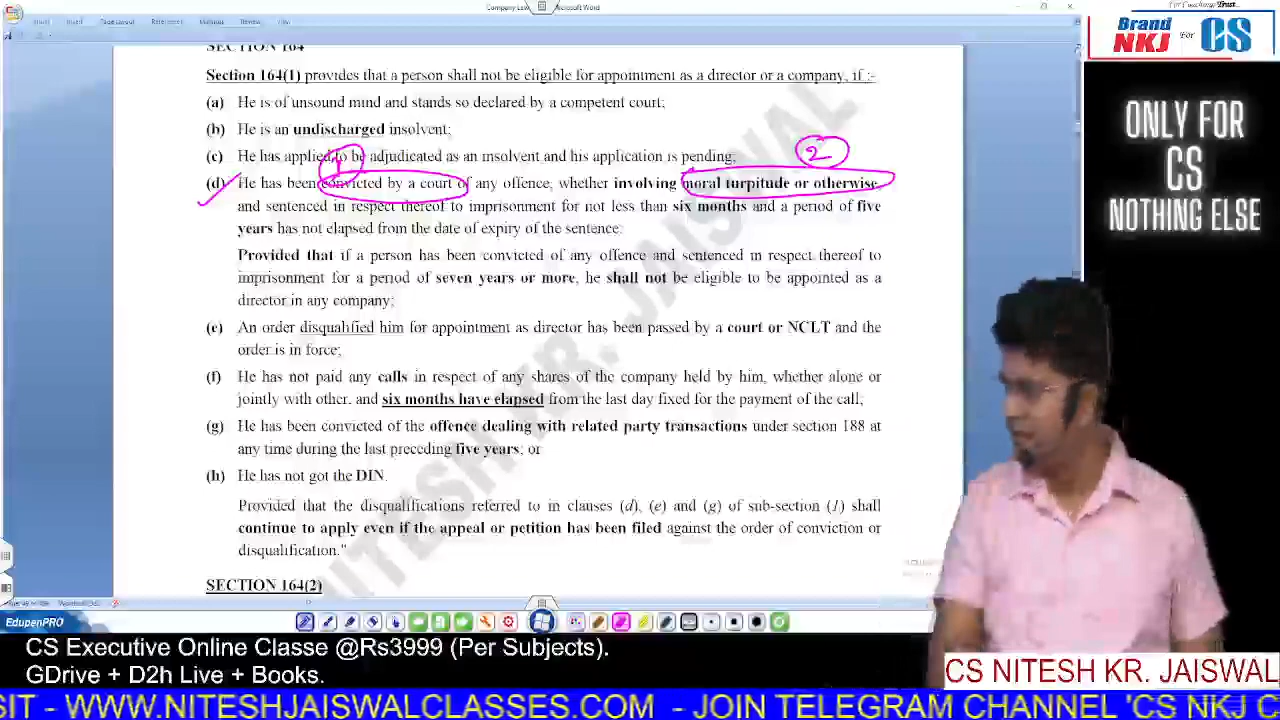 Microsoft Word
For Coaching Trust..
Brand
NKJ
For
CS
Page Layout
Review
View
SECTION 164
Section 164(1) provides that a person shall not be eligible for appointment as a director or a company, if :-
(a) He is of unsound mind and stands so declared by a competent court;
(b) He is an undischarged insolvent;
(c) He has applied to be adjudicated as an insolvent and his application is pending;
1
2
(d) He has been convicted by a court of any offence, whether involving moral turpitude or otherwise
and sentenced in respect thereof to imprisonment for not less than six months and a period of five
years has not elapsed from the date of expiry of the sentence:
Provided that if a person has been convicted of any offence and sentenced in respect thereof to
imprisonment for a period of seven years or more, he shall not be eligible to be appointed as a
director in any company;
(e) An order disqualified him for appointment as director has been passed by a court or NCLT and the
order is in force;
(f) He has not paid any calls in respect of any shares of the company held by him, whether alone or
jointly with other, and six months have elapsed from the last day fixed for the payment of the call;
(g) He has been convicted of the offence dealing with related party transactions under section 188 at
any time during the last preceding five years; or
(h) He has not got the DIN.
Provided that the disqualifications referred to in clauses (d), (e) and (g) of sub-section (1) shall
continue to apply even if the appeal or petition has been filed against the order of conviction or
disqualification."
SECTION 164(2)
NITESH KR. JAISWAL
ONLY FOR
CS
NOTHING ELSE
EdupenPRO
CS Executive Online Classe @Rs3999 (Per Subjects).
GDrive + D2h Live + Books.
CS NITESH KR. JAISWAL
SIT - WWW.NITESHJAISWALCLASSES.COM - JOIN TELEGRAM CHANNEL 'CS NKJ C